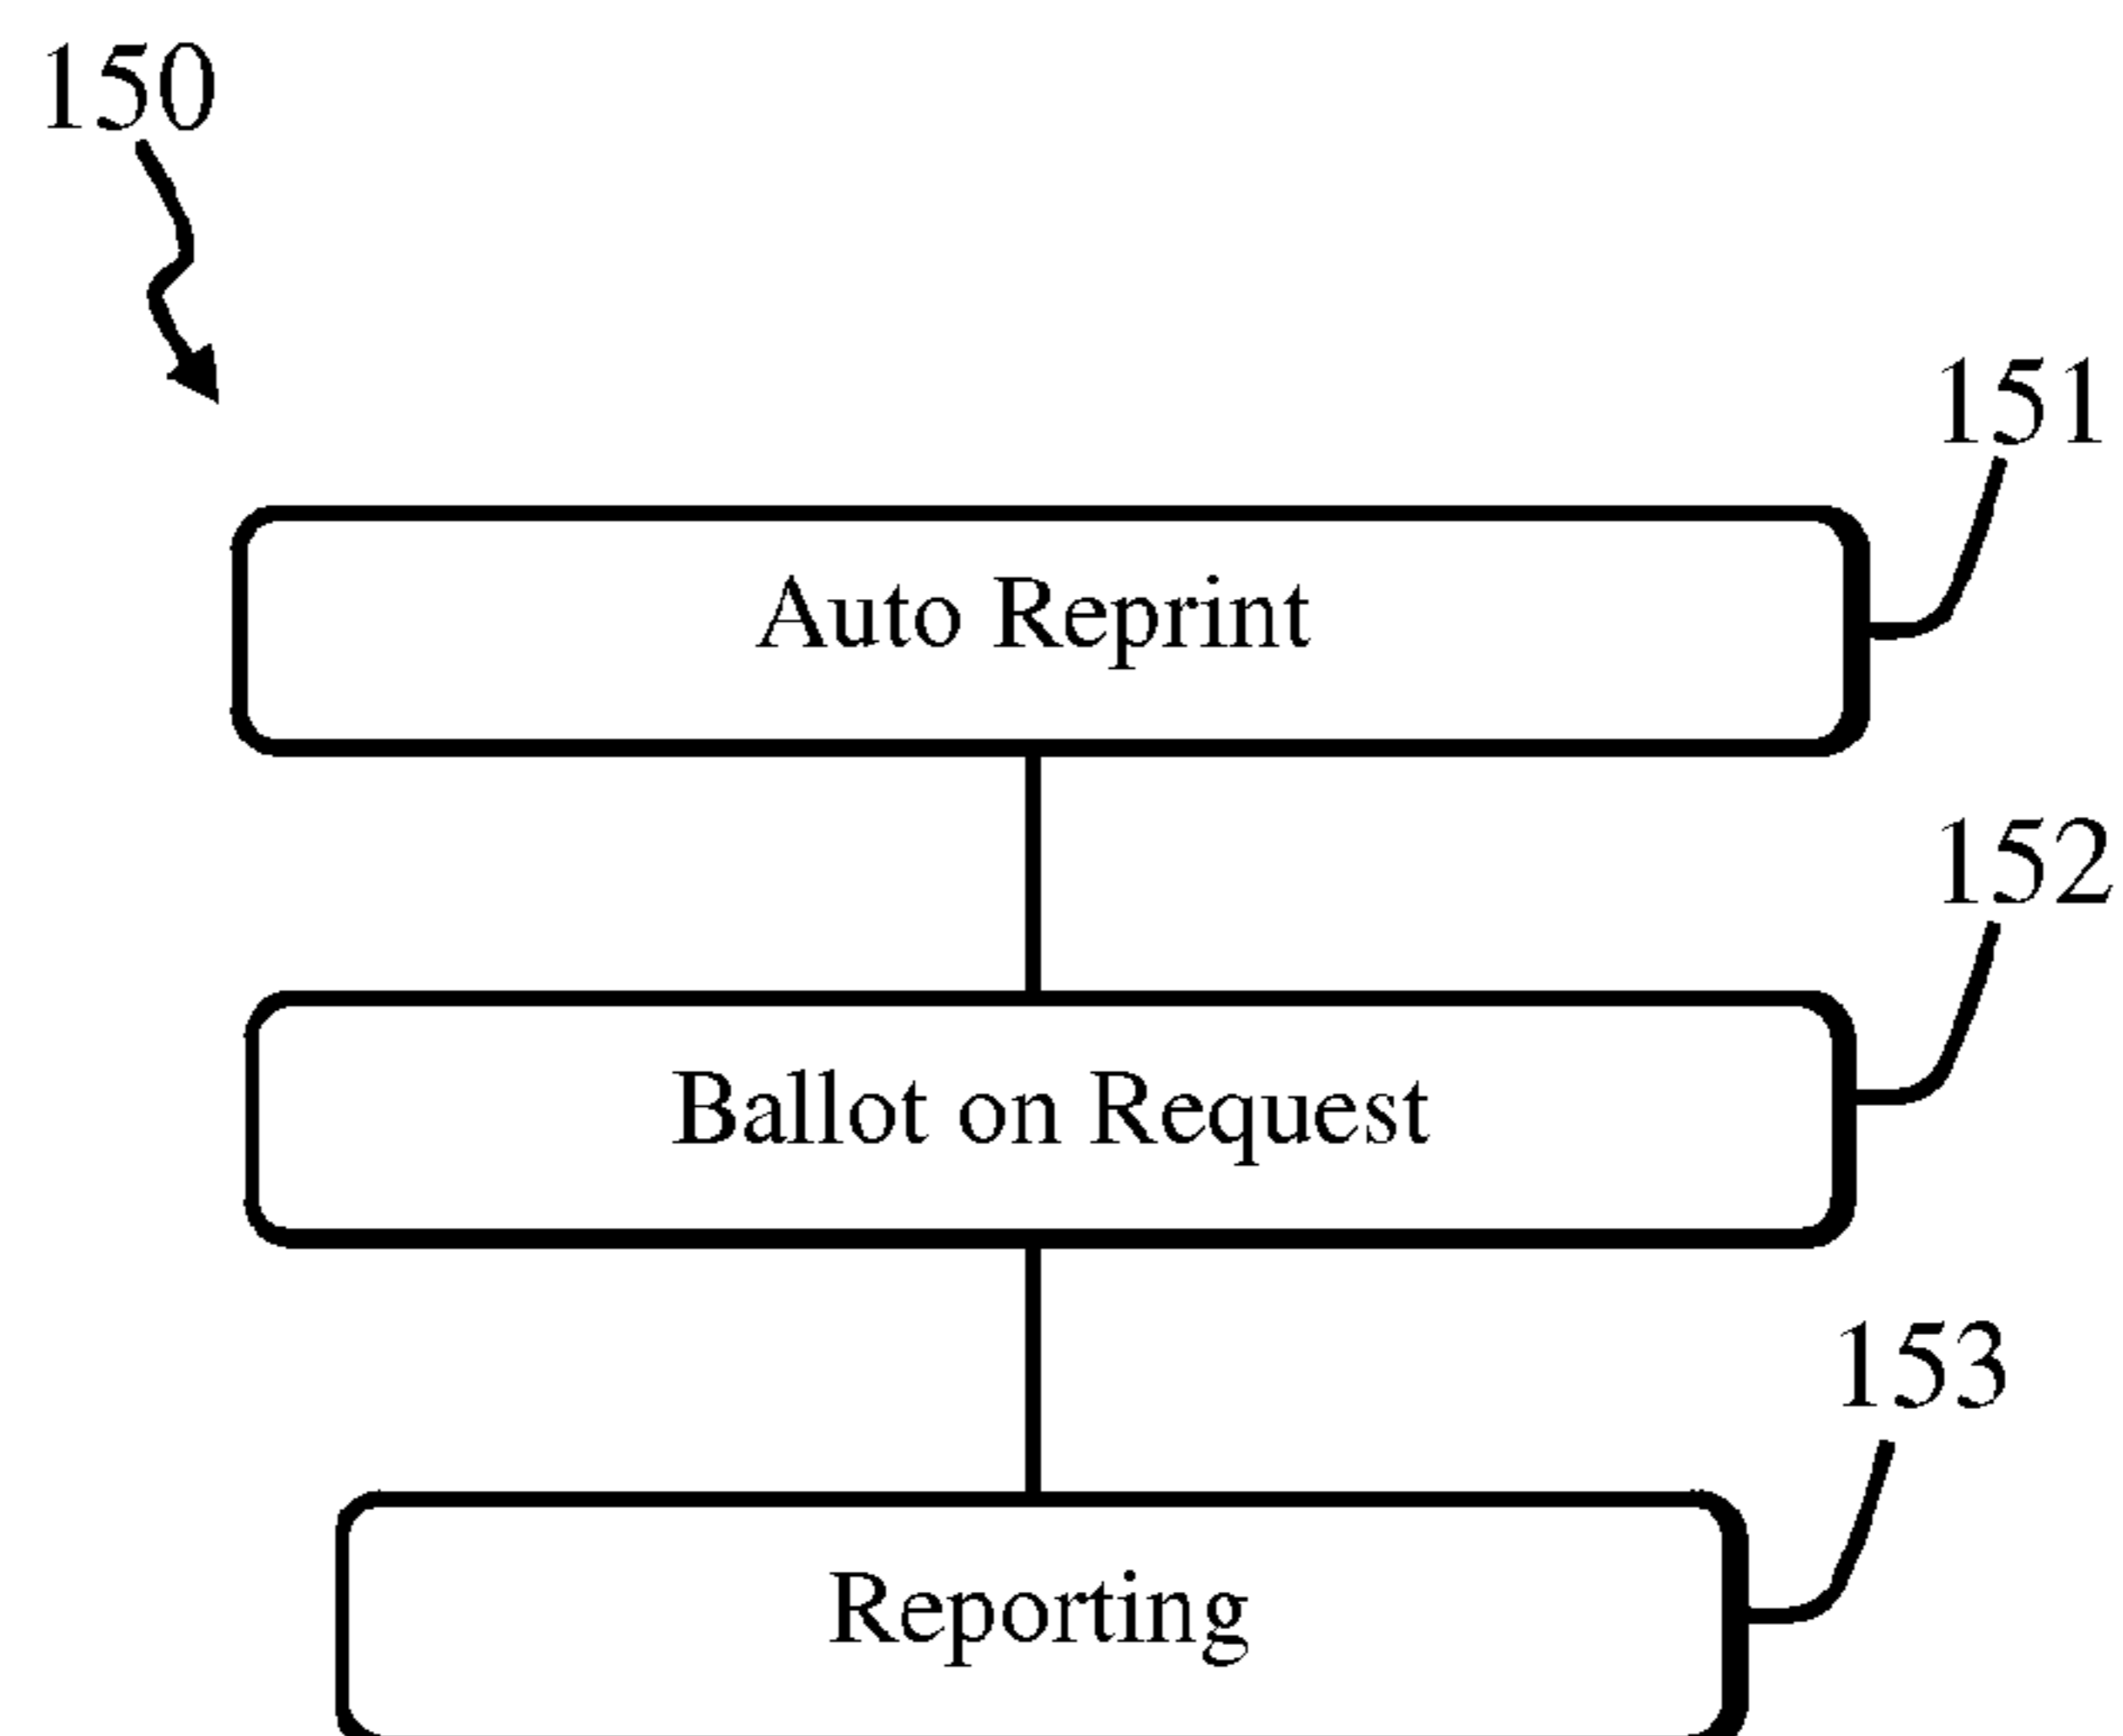 150
151
Auto Reprint
152
Ballot on Request
153
Reporting